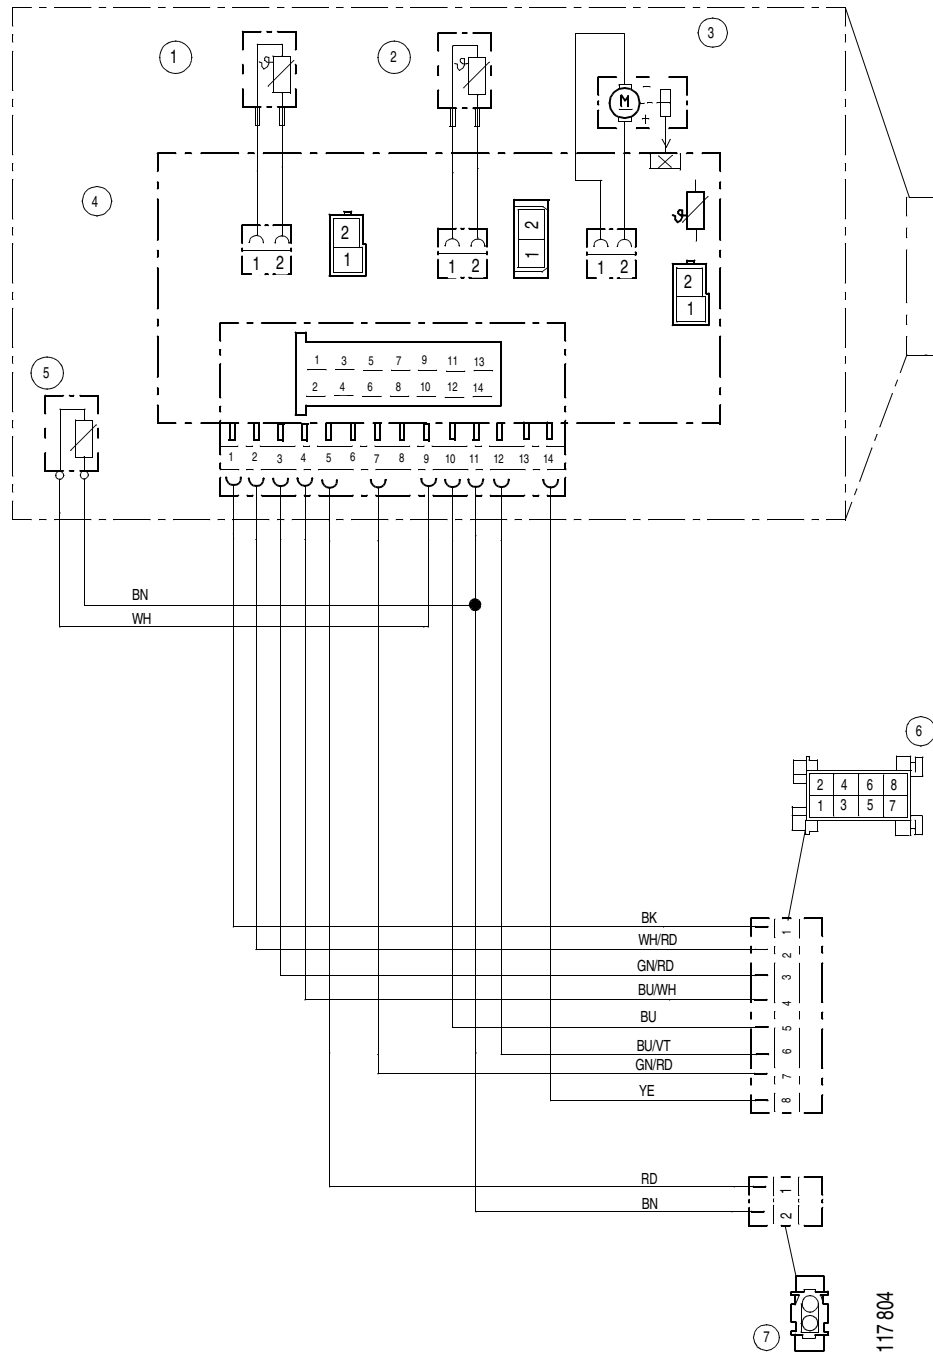 1
2
3
ϑ
ϑ
M
-
+
4
ϑ
2
1
2
1
1 2
1 2
1 2
2
1
5
1 3 5 7 9 11 13
2 4 6 8 10 12 14
1 2 3 4 5 6 7 8 9 10 11 12 13 14
BN
WH
6
2 4 6 8
1 3 5 7
BK 1
WH/RD 2
GN/RD 3
BU/WH 4
BU 5
BU/VT 6
GN/RD 7
YE 8
RD 1
BN 2
7
117 804